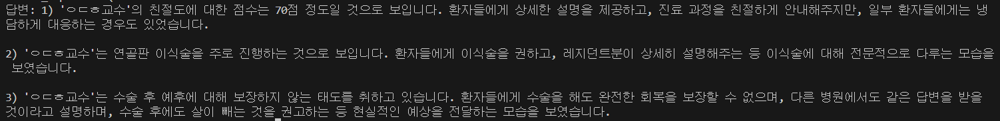 답변: 1) 'ㅇㄷㅎ교수'의 친절도에 대한 점수는 70점 정도일 것으로 보입니다. 환자들에게 상세한 설명을 제공하고, 진료 과정을 친절하게 안내해주지만, 일부 환자들에게는 냉
담하게 대응하는 경우도 있었습니다.
2) 'ㅇㄷㅎ교수'는 연골판 이식술을 주로 진행하는 것으로 보입니다. 환자들에게 이식술을 권하고, 레지던트분이 상세히 설명해주는 등 이식술에 대해 전문적으로 다루는 모습을
보였습니다.
3) 'ㅇㄷㅎ교수'는 수술 후 예후에 대해 보장하지 않는 태도를 취하고 있습니다. 환자들에게 수술을 해도 완전한 회복을 보장할 수 없으며, 다른 병원에서도 같은 답변을 받을
것이라고 설명하며, 수술 후에도 살이 빼는 것을 권고하는 등 현실적인 예상을 전달하는 모습을 보였습니다.